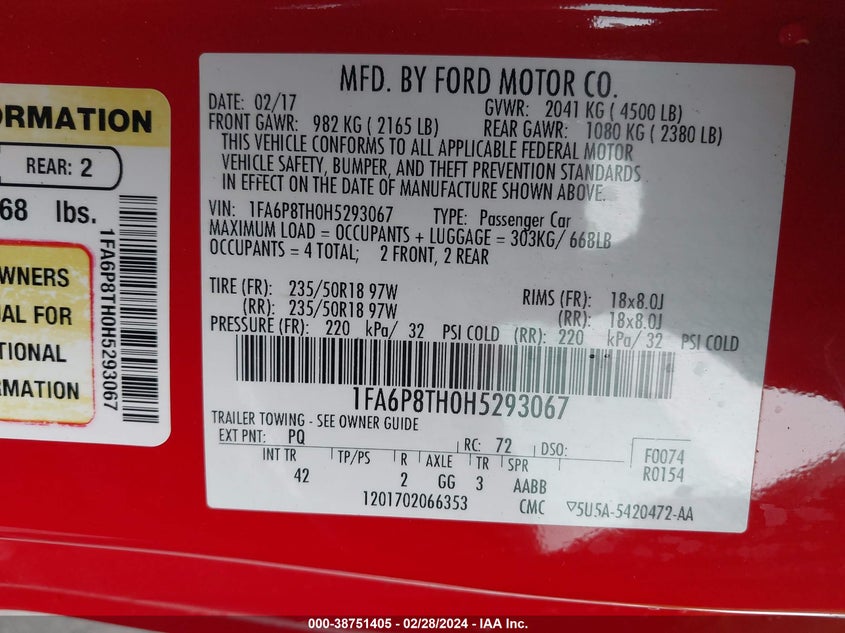 ORMATION
REAR: 2
68 lbs.
WNERS
AL FOR
TIONAL
RMATION
1FA6P8TH0H5293067
MFD. BY FORD MOTOR CO.
DATE: 02/17 GVWR: 2041 KG ( 4500 LB)
FRONT GAWR: 982 KG ( 2165 LB) REAR GAWR: 1080 KG ( 2380 LB)
THIS VEHICLE CONFORMS TO ALL APPLICABLE FEDERAL MOTOR
VEHICLE SAFETY, BUMPER, AND THEFT PREVENTION STANDARDS
IN EFFECT ON THE DATE OF MANUFACTURE SHOWN ABOVE.
VIN: 1FA6P8TH0H5293067 TYPE: Passenger Car
MAXIMUM LOAD = OCCUPANTS + LUGGAGE = 303KG/ 668LB
OCCUPANTS = 4 TOTAL; 2 FRONT, 2 REAR
TIRE (FR): 235/50R18 97W RIMS (FR): 18x8.0J
(RR): 235/50R18 97W (RR): 18x8.0J
PRESSURE (FR): 220 kPa/ 32 PSI COLD (RR): 220 kPa/ 32 PSI COLD
1FA6P8TH0H5293067
TRAILER TOWING - SEE OWNER GUIDE
EXT PNT: PQ RC: 72 DSO: F0074
INT TR TP/PS R AXLE TR SPR R0154
42 2 GG 3 AABB
1201702066353 CMC ▽5U5A-5420472-AA
000-38751405 - 02/28/2024 - IAA Inc.